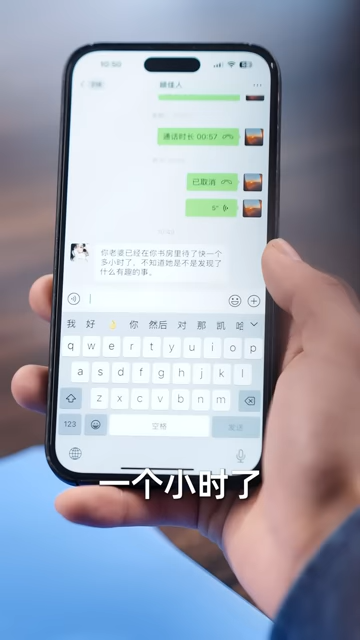 10:50
顾佳人
通话时长 00:57
已取消
5"
你老婆已经在你书房里待了快一个
多小时了、不知道她是不是发现了
什么有趣的事。
我 好 👌 你 然后 对 那 凯 哈
q w e r t y u i o p
a s d f g h j k l
z x c v b n m
123 空格 发送
一个小时了